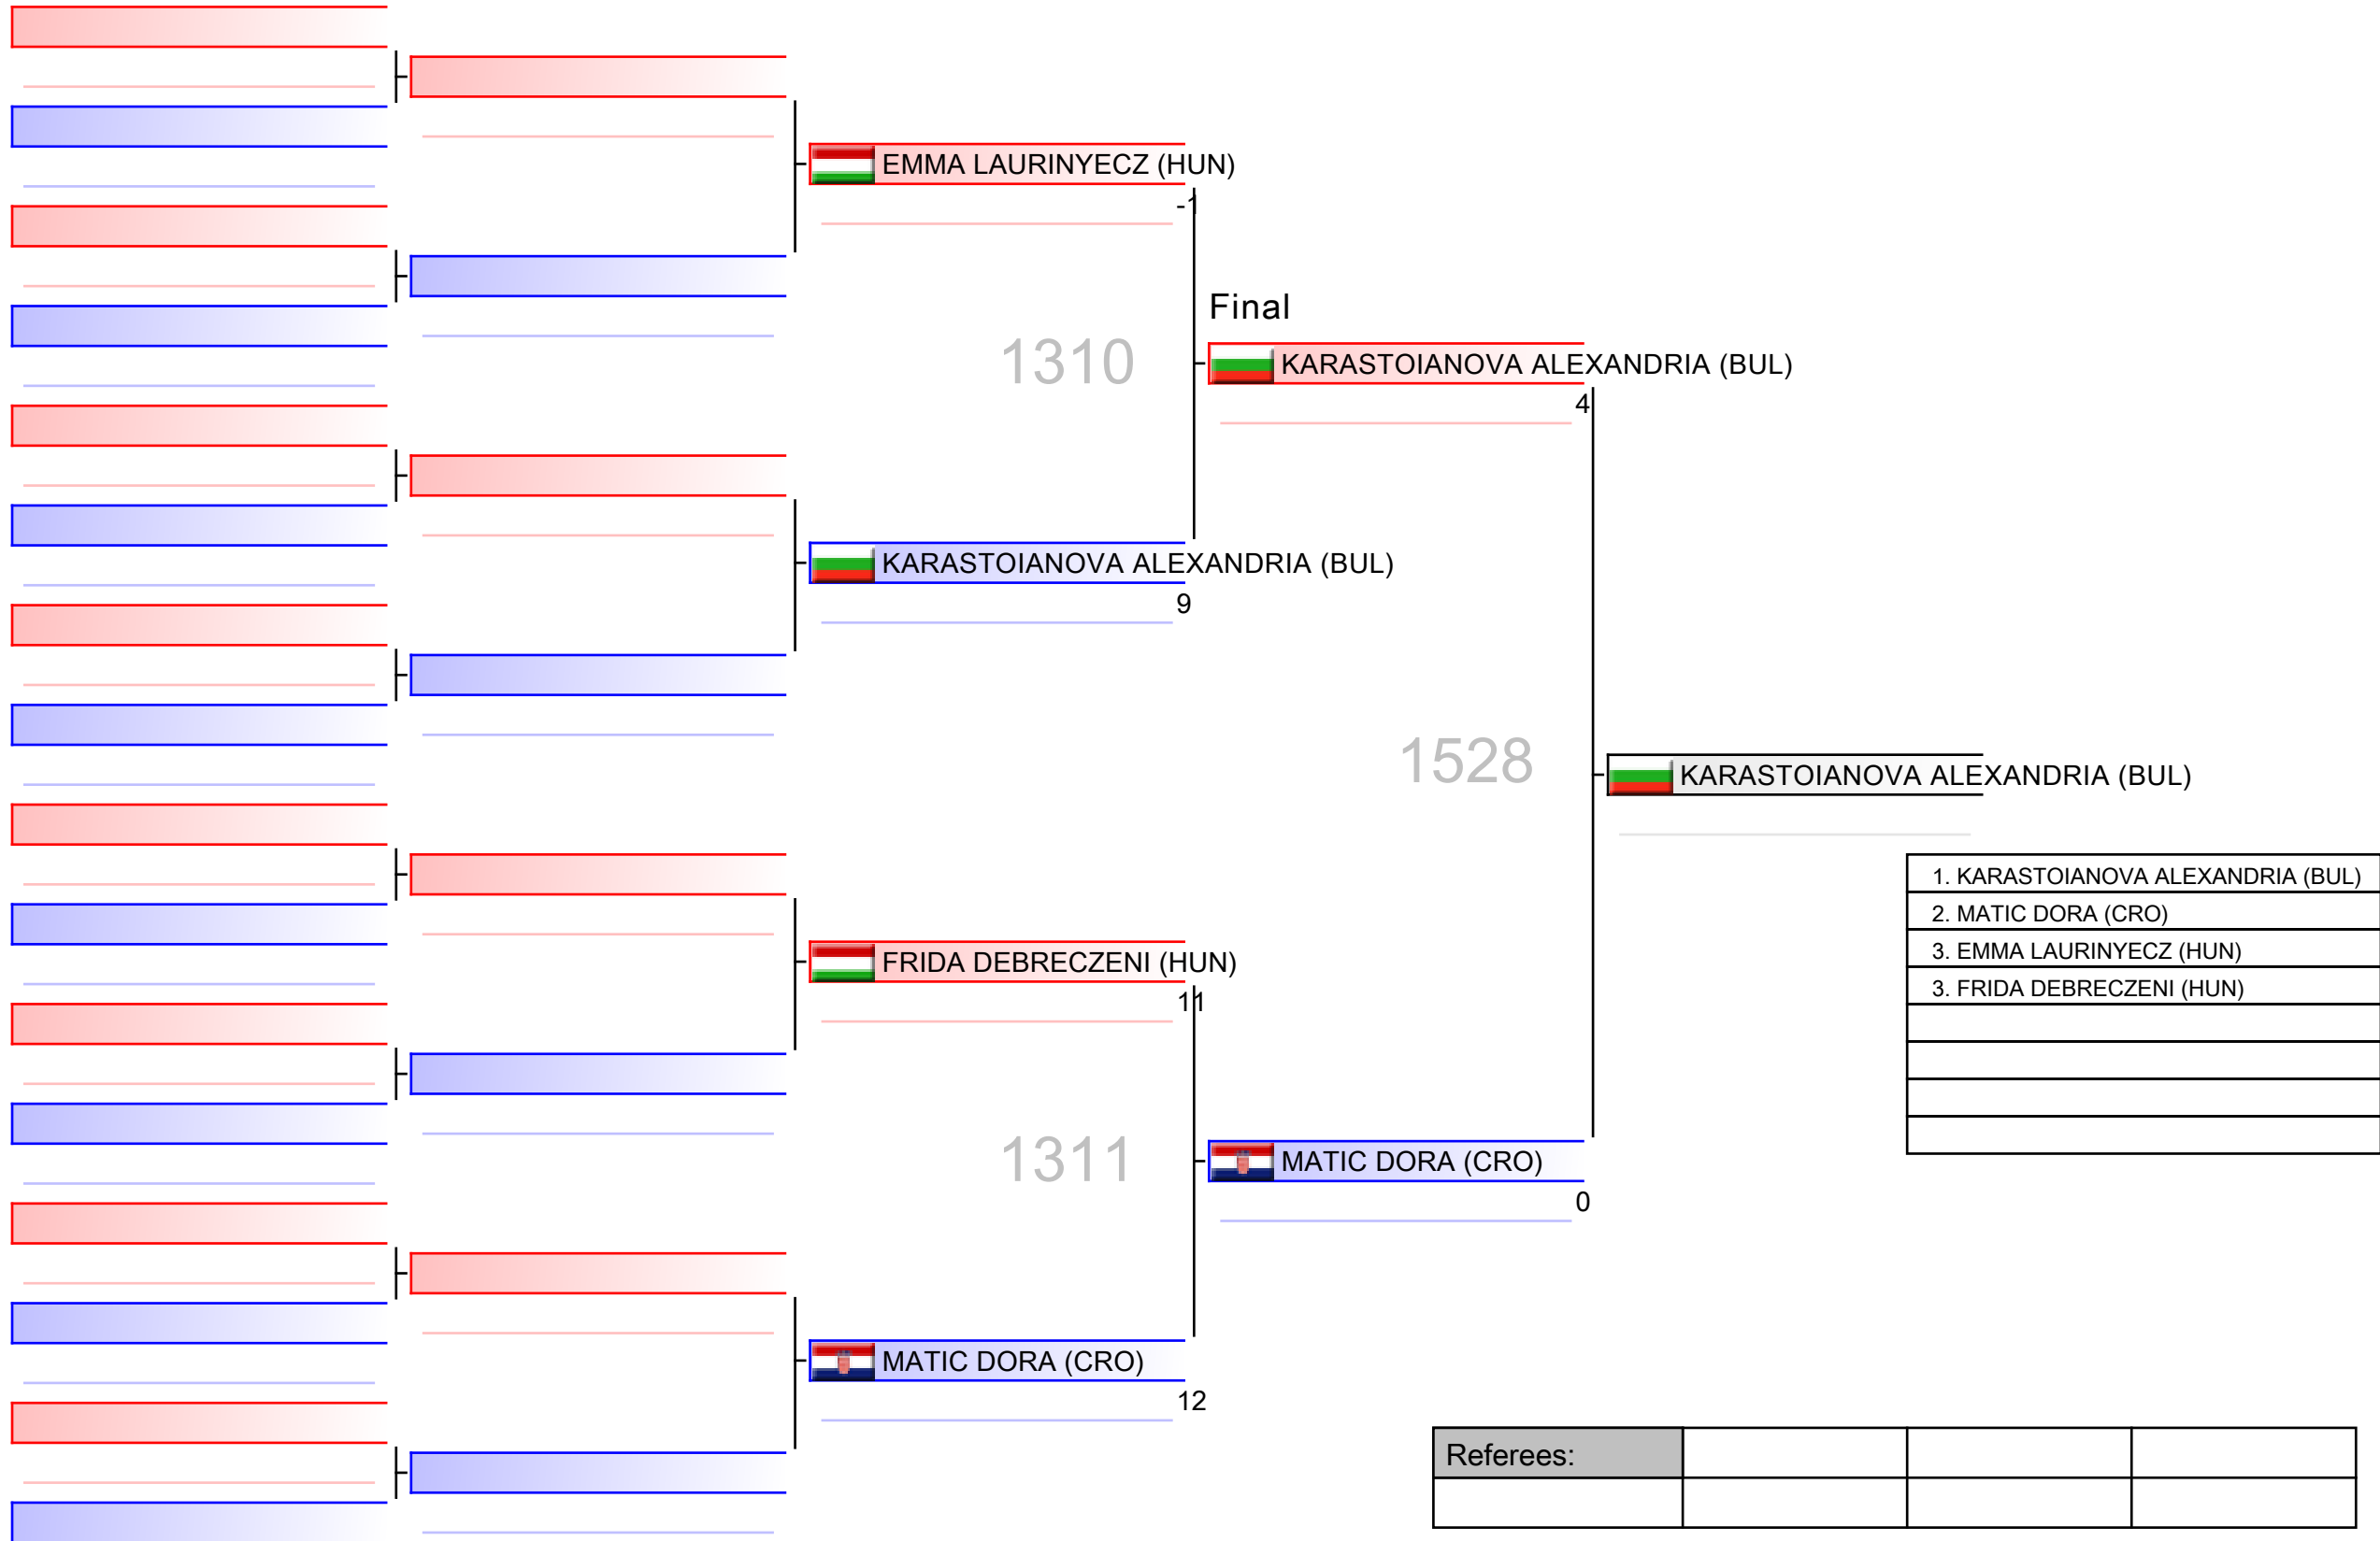 EMMA LAURINYECZ (HUN)
-1
Final
1310
KARASTOIANOVA ALEXANDRIA (BUL)
4
KARASTOIANOVA ALEXANDRIA (BUL)
9
1528
KARASTOIANOVA ALEXANDRIA (BUL)
1. KARASTOIANOVA ALEXANDRIA (BUL)
2. MATIC DORA (CRO)
3. EMMA LAURINYECZ (HUN)
3. FRIDA DEBRECZENI (HUN)
FRIDA DEBRECZENI (HUN)
11
1311
MATIC DORA (CRO)
0
MATIC DORA (CRO)
12
Referees: